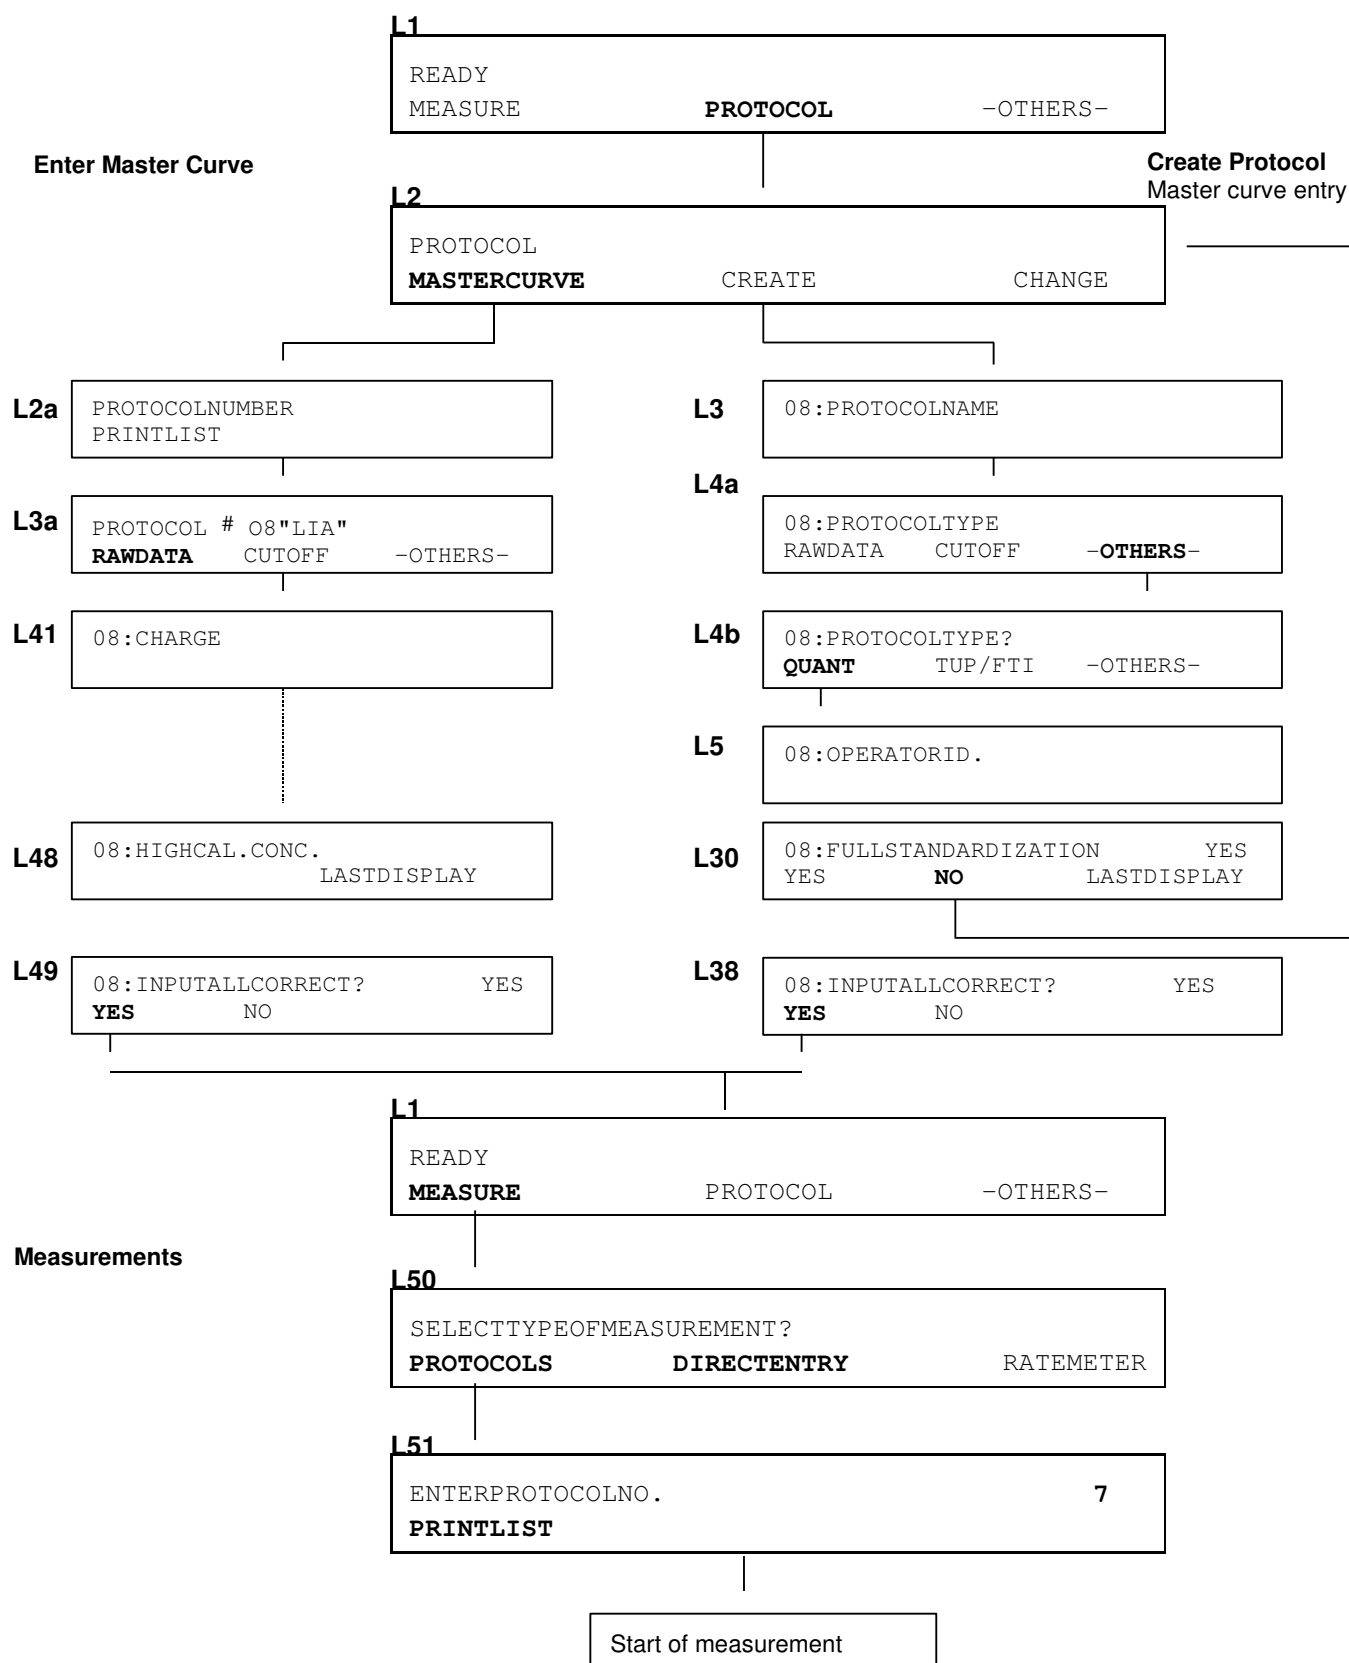 L1
READY
MEASURE PROTOCOL -OTHERS-
Enter Master Curve
Create Protocol
Master curve entry
L2
PROTOCOL
MASTERCURVE CREATE CHANGE
L2a
PROTOCOLNUMBER
PRINTLIST
L3
08:PROTOCOLNAME
L3a
PROTOCOL # O8"LIA"
RAWDATA CUTOFF -OTHERS-
L4a
08:PROTOCOLTYPE
RAWDATA CUTOFF -OTHERS-
L41
08:CHARGE
L4b
08:PROTOCOLTYPE?
QUANT TUP/FTI -OTHERS-
L5
08:OPERATORID.
L48
08:HIGHCAL.CONC.
LASTDISPLAY
L30
08:FULLSTANDARDIZATION YES
YES NO LASTDISPLAY
L49
08:INPUTALLCORRECT? YES
YES NO
L38
08:INPUTALLCORRECT? YES
YES NO
L1
READY
MEASURE PROTOCOL -OTHERS-
Measurements
L50
SELECTTYPEOFMEASUREMENT?
PROTOCOLS DIRECTENTRY RATEMETER
L51
ENTERPROTOCOLNO. 7
PRINTLIST
Start of measurement